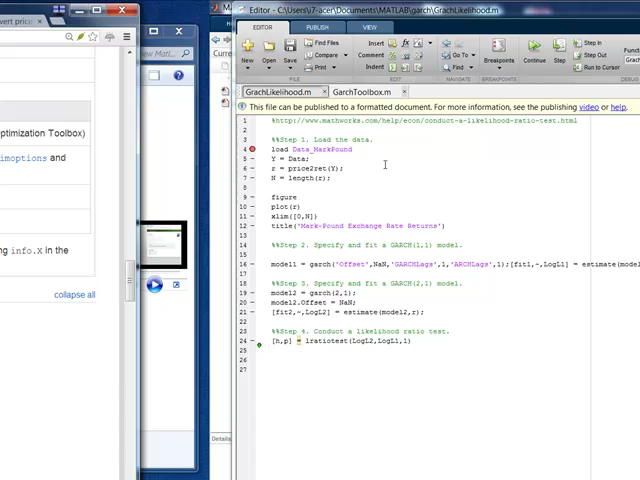 Editor - C:\Users\i7-acer\Documents\MATLAB\garch\GrachLikelihood.m
vert price
EDITOR
PUBLISH
VIEW
New
Open
Save
Find Files
Compare
Print
Insert
Comment
Indent
Go To
Find
Breakpoints
Continue
Step
Step In
Step Out
Run to Cursor
FILE
EDIT
NAVIGATE
BREAKPOINTS
DEBUG
GrachLikelihood.m
GarchToolbox.m
This file can be published to a formatted document. For more information, see the publishing video or help.
1 %http://www.mathworks.com/help/econ/conduct-a-likelihood-ratio-test.html
2
3 %%Step 1. Load the data.
4 load Data_MarkPound
5 Y = Data;
6 r = price2ret(Y);
7 N = length(r);
8
9 figure
10 plot(r)
11 xlim([0,N])
12 title('Mark-Pound Exchange Rate Returns')
13
14 %%Step 2. Specify and fit a GARCH(1,1) model.
15
16 model1 = garch('Offset',NaN,'GARCHLags',1,'ARCHLags',1);[fit1,~,LogL1] = estimate(mode
17
18 %%Step 3. Specify and fit a GARCH(2,1) model.
19 model2 = garch(2,1);
20 model2.Offset = NaN;
21 [fit2,~,LogL2] = estimate(model2,r);
22
23 %%Step 4. Conduct a likelihood ratio test.
24 [h,p] = lratiotest(LogL2,LogL1,1)
25
26
27
ptimization Toolbox)
imoptions and
ng info.x in the
collapse all
Details